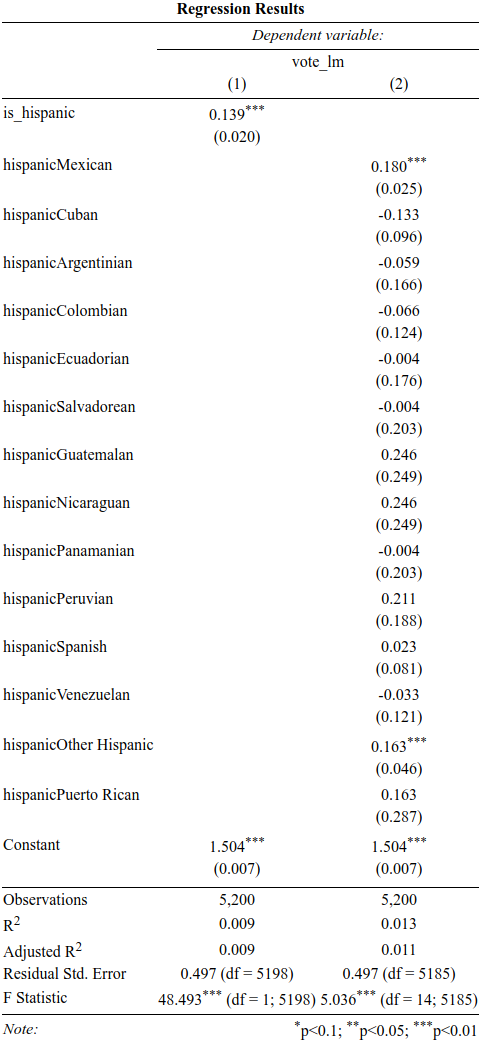 Regression Results
Dependent variable:
vote_lm
(1) (2)
is_hispanic 0.139***
(0.020)
hispanicMexican 0.180***
(0.025)
hispanicCuban -0.133
(0.096)
hispanicArgentinian -0.059
(0.166)
hispanicColombian -0.066
(0.124)
hispanicEcuadorian -0.004
(0.176)
hispanicSalvadorean -0.004
(0.203)
hispanicGuatemalan 0.246
(0.249)
hispanicNicaraguan 0.246
(0.249)
hispanicPanamanian -0.004
(0.203)
hispanicPeruvian 0.211
(0.188)
hispanicSpanish 0.023
(0.081)
hispanicVenezuelan -0.033
(0.121)
hispanicOther Hispanic 0.163***
(0.046)
hispanicPuerto Rican 0.163
(0.287)
Constant 1.504*** 1.504***
(0.007) (0.007)
Observations 5,200 5,200
R2 0.009 0.013
Adjusted R2 0.009 0.011
Residual Std. Error 0.497 (df = 5198) 0.497 (df = 5185)
F Statistic 48.493*** (df = 1; 5198) 5.036*** (df = 14; 5185)
Note: *p<0.1; **p<0.05; ***p<0.01